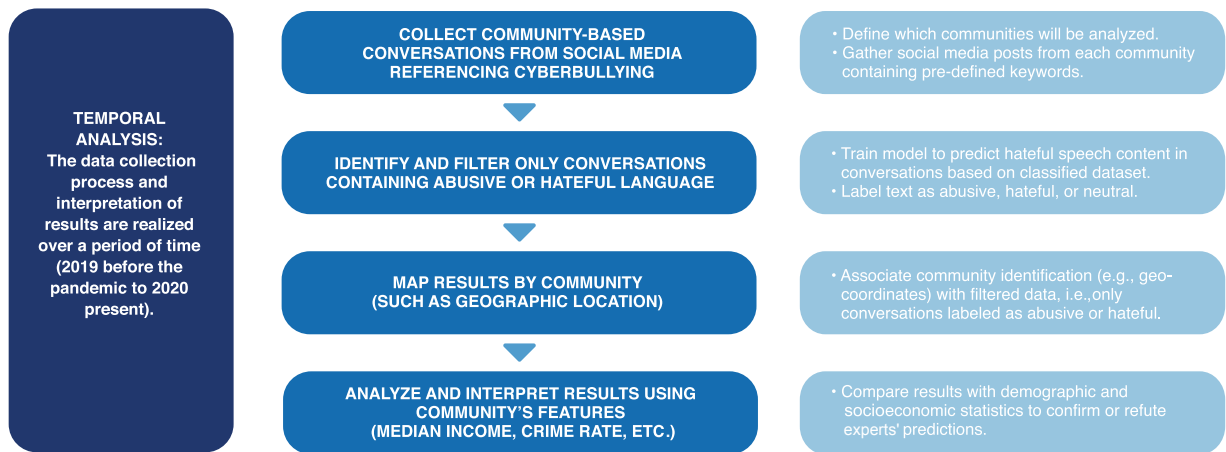 TEMPORAL
ANALYSIS:
The data collection
process and
interpretation of
results are realized
over a period of time
(2019 before the
pandemic to 2020
present).
COLLECT COMMUNITY-BASED
CONVERSATIONS FROM SOCIAL MEDIA
REFERENCING CYBERBULLYING
• Define which communities will be analyzed.
• Gather social media posts from each community
containing pre-defined keywords.
IDENTIFY AND FILTER ONLY CONVERSATIONS
CONTAINING ABUSIVE OR HATEFUL LANGUAGE
• Train model to predict hateful speech content in
conversations based on classified dataset.
• Label text as abusive, hateful, or neutral.
MAP RESULTS BY COMMUNITY
(SUCH AS GEOGRAPHIC LOCATION)
• Associate community identification (e.g., geo-
coordinates) with filtered data, i.e.,only
conversations labeled as abusive or hateful.
ANALYZE AND INTERPRET RESULTS USING
COMMUNITY'S FEATURES
(MEDIAN INCOME, CRIME RATE, ETC.)
• Compare results with demographic and
socioeconomic statistics to confirm or refute
experts' predictions.